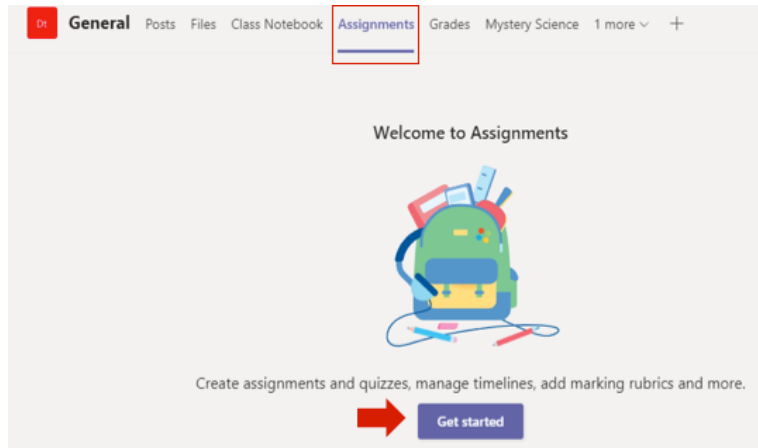 Dt General Posts Files Class Notebook Assignments Grades Mystery Science 1 more
Welcome to Assignments
Create assignments and quizzes, manage timelines, add marking rubrics and more.
Get started